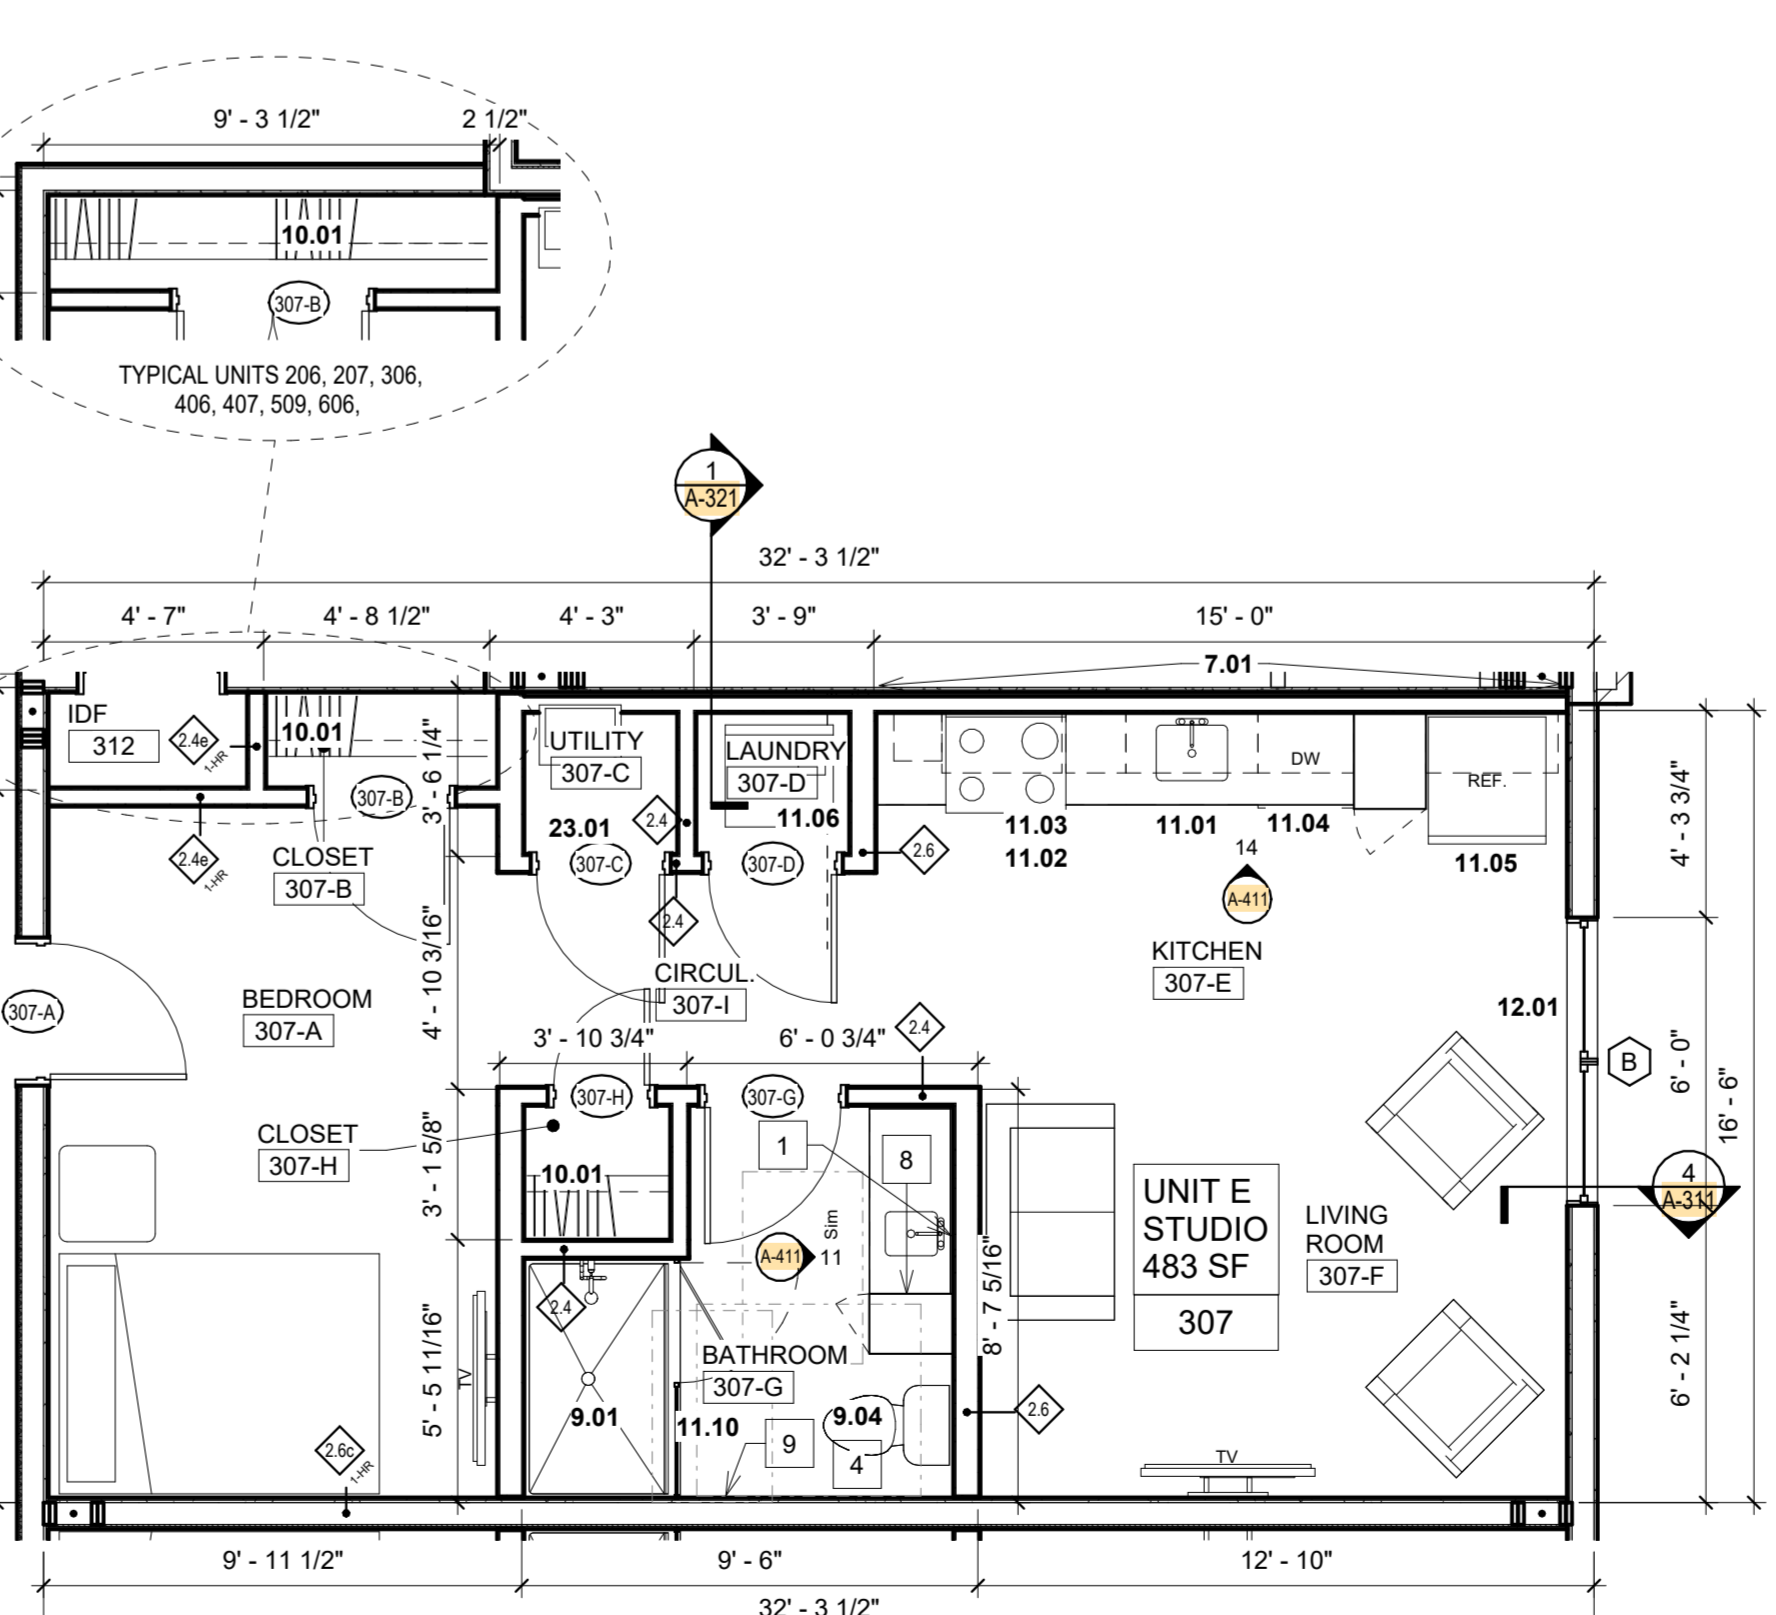 9' - 3 1/2"
2 1/2"
10.01
307-B
TYPICAL UNITS 206, 207, 306,
406, 407, 509, 606,
1
A-321
32' - 3 1/2"
4' - 7"
4' - 8 1/2"
4' - 3"
3' - 9"
15' - 0"
7.01
IDF
312
2.4e
1-HR
10.01
307-B
3' - 6 1/4"
UTILITY
307-C
LAUNDRY
307-D
DW
REF.
4' - 3 3/4"
23.01
2.4
11.06
11.03
11.02
11.01
11.04
11.05
2.4e
1-HR
CLOSET
307-B
307-C
307-D
2.6
14
A-411
2.4
4' - 10 3/16"
CIRCUL.
307-I
KITCHEN
307-E
12.01
307-A
BEDROOM
307-A
3' - 10 3/4"
6' - 0 3/4"
2.4
6' - 0"
B
16' - 6"
307-H
307-G
CLOSET
307-H
3' - 1 5/8"
10.01
1
8
UNIT E
STUDIO
483 SF
307
LIVING
ROOM
307-F
4
A-311
Sim
A-411
11
2.4
8' - 7 5/16"
5' - 5 11/16"
TV
BATHROOM
307-G
6' - 2 1/4"
9.01
11.10
9.04
9
4
2.6
2.6c
1-HR
TV
9' - 11 1/2"
9' - 6"
12' - 10"
32' - 3 1/2"